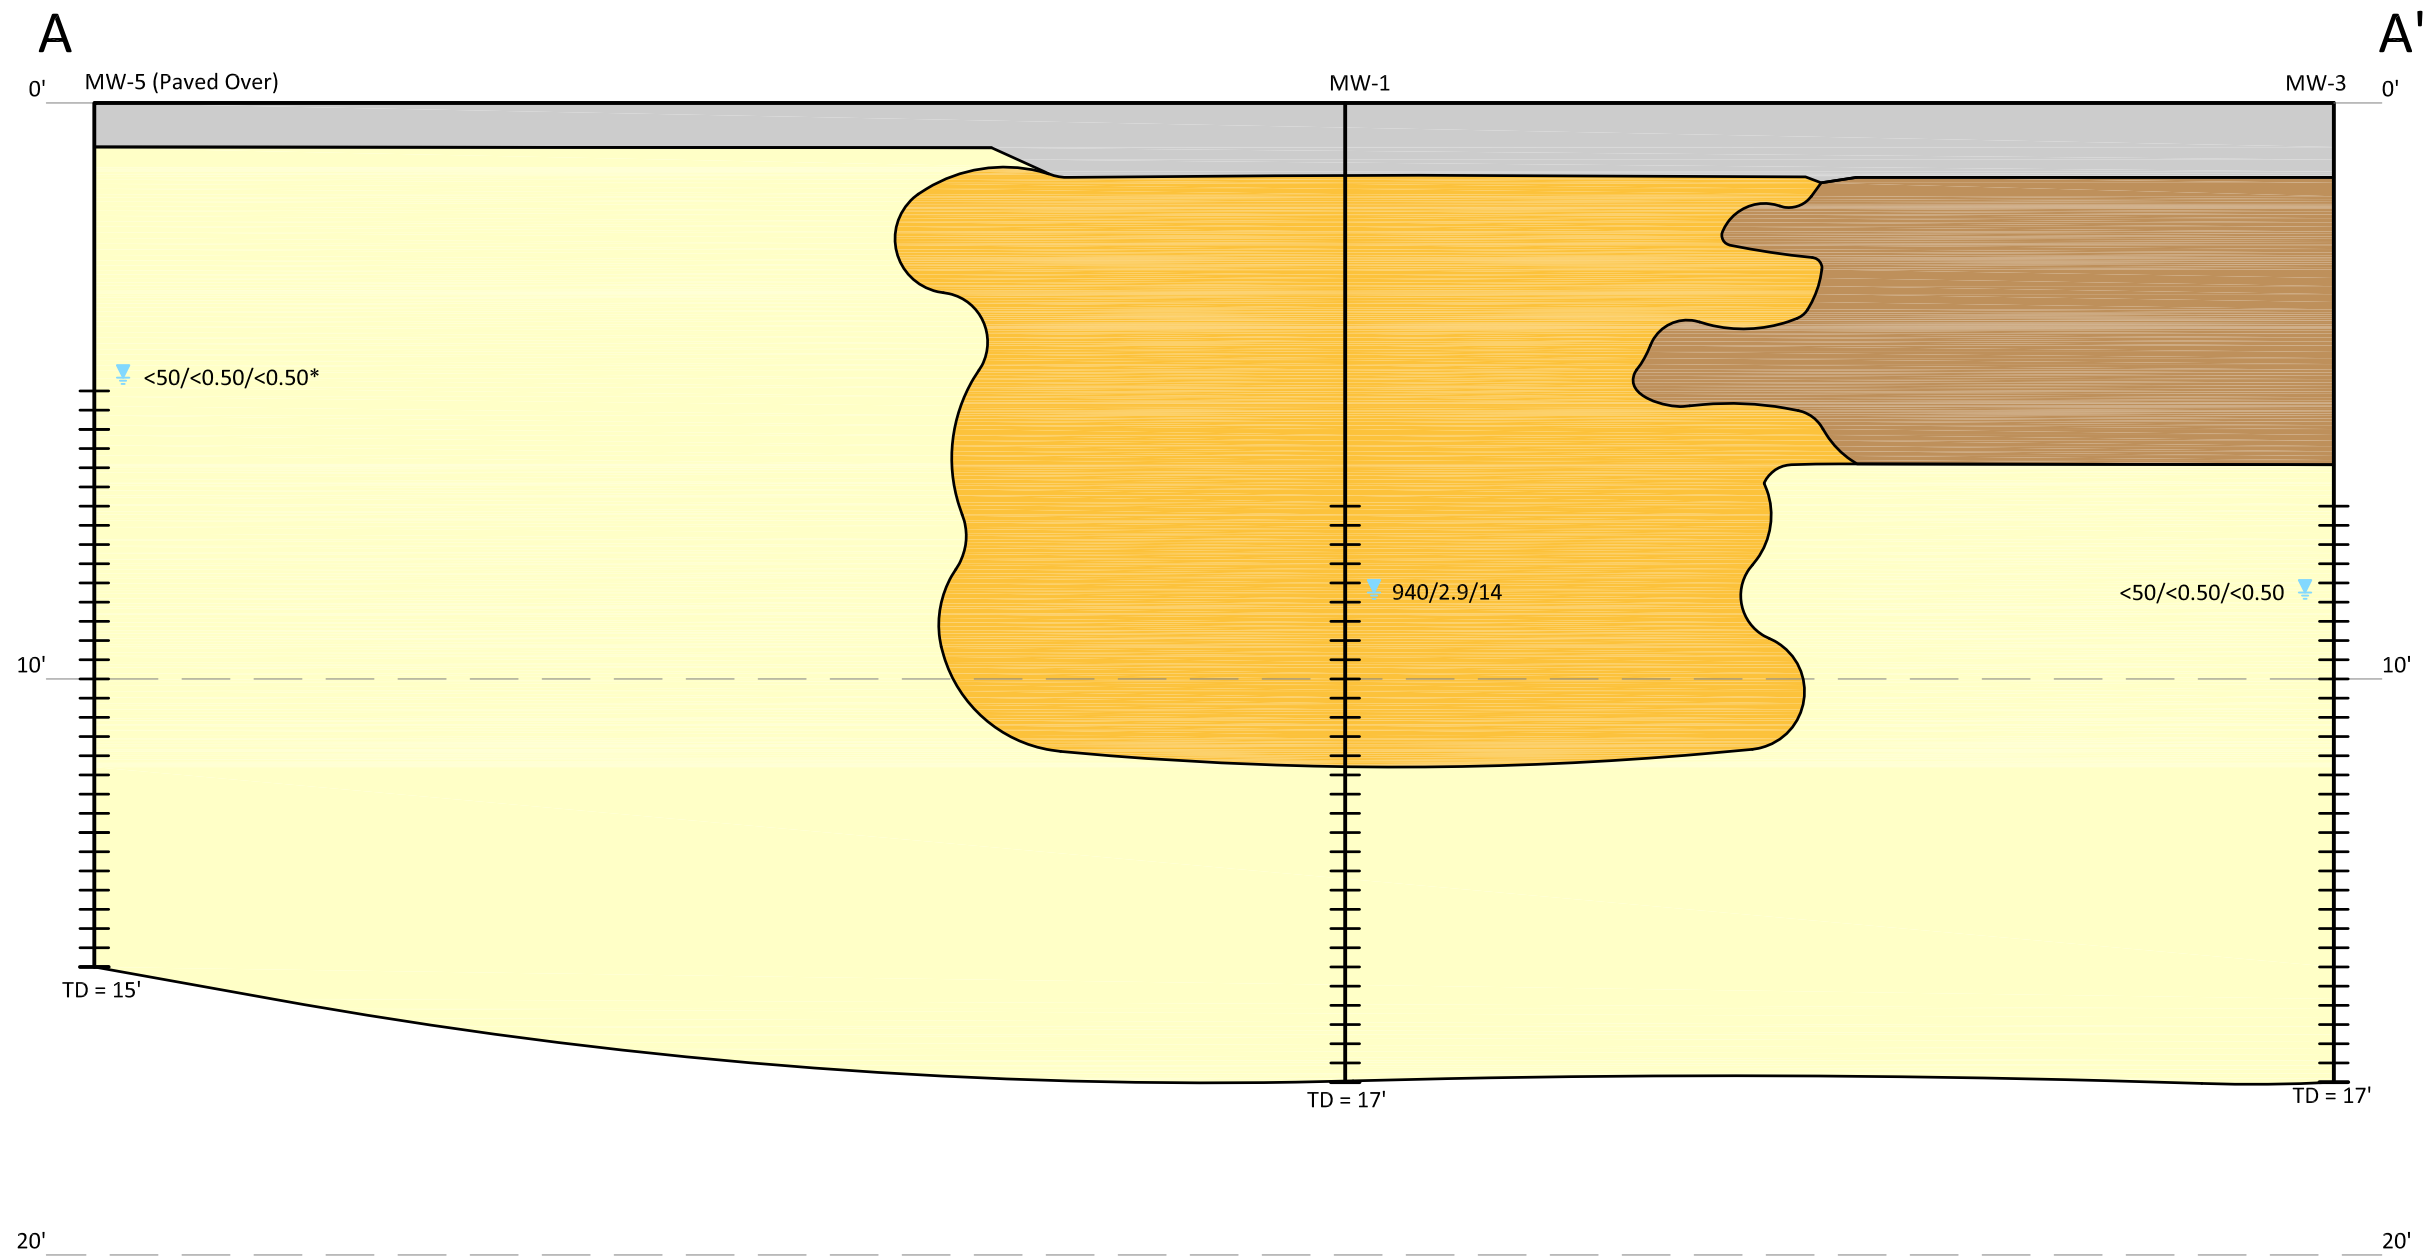 A A'
MW-5 (Paved Over) MW-1 MW-3
0' 0'
<50/<0.50/<0.50*
940/2.9/14 <50/<0.50/<0.50
10' 10'
TD = 15'
TD = 17' TD = 17'
20' 20'